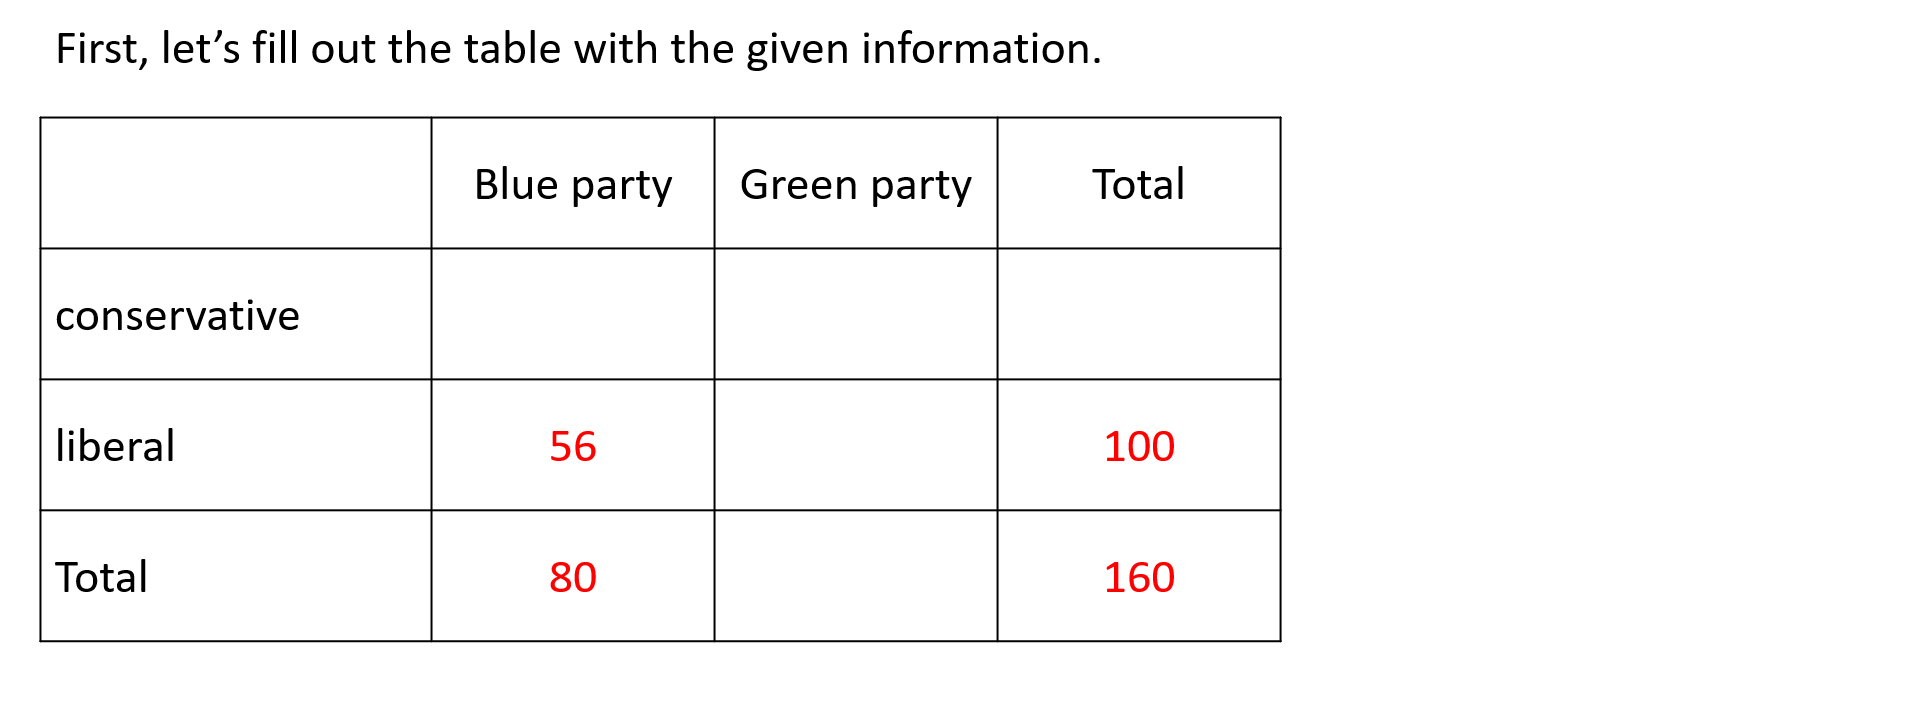 First, let’s fill out the table with the given information.
Blue party Green party Total
conservative
liberal 56 100
Total 80 160